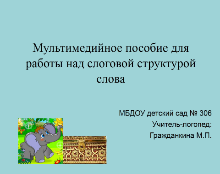 Мультимедийное пособие для
работы над слоговой структурой
слова
МБДОУ детский сад № 306
Учитель-логопед:
Гражданкина М.П.